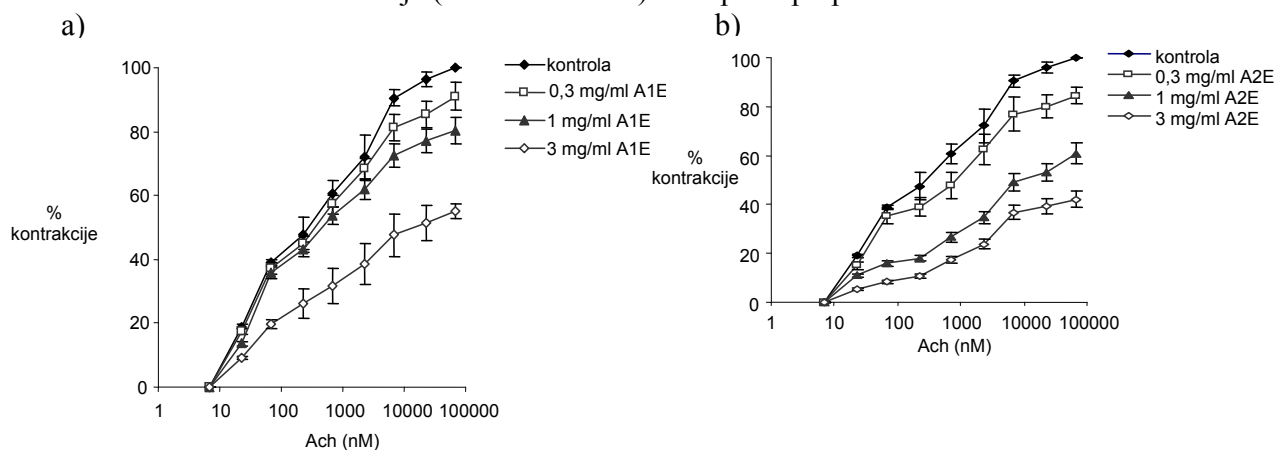 a)
b)
kontrola
0,3 mg/ml A1E
1 mg/ml A1E
3 mg/ml A1E
100
80
60
40
20
0
%
kontrakcije
1
10
100
1000
10000
100000
Ach (nM)
kontrola
0,3 mg/ml A2E
1 mg/ml A2E
3 mg/ml A2E
100
80
60
40
20
0
%
kontrakcije
1
10
100
1000
10000
100000
Ach (nM)